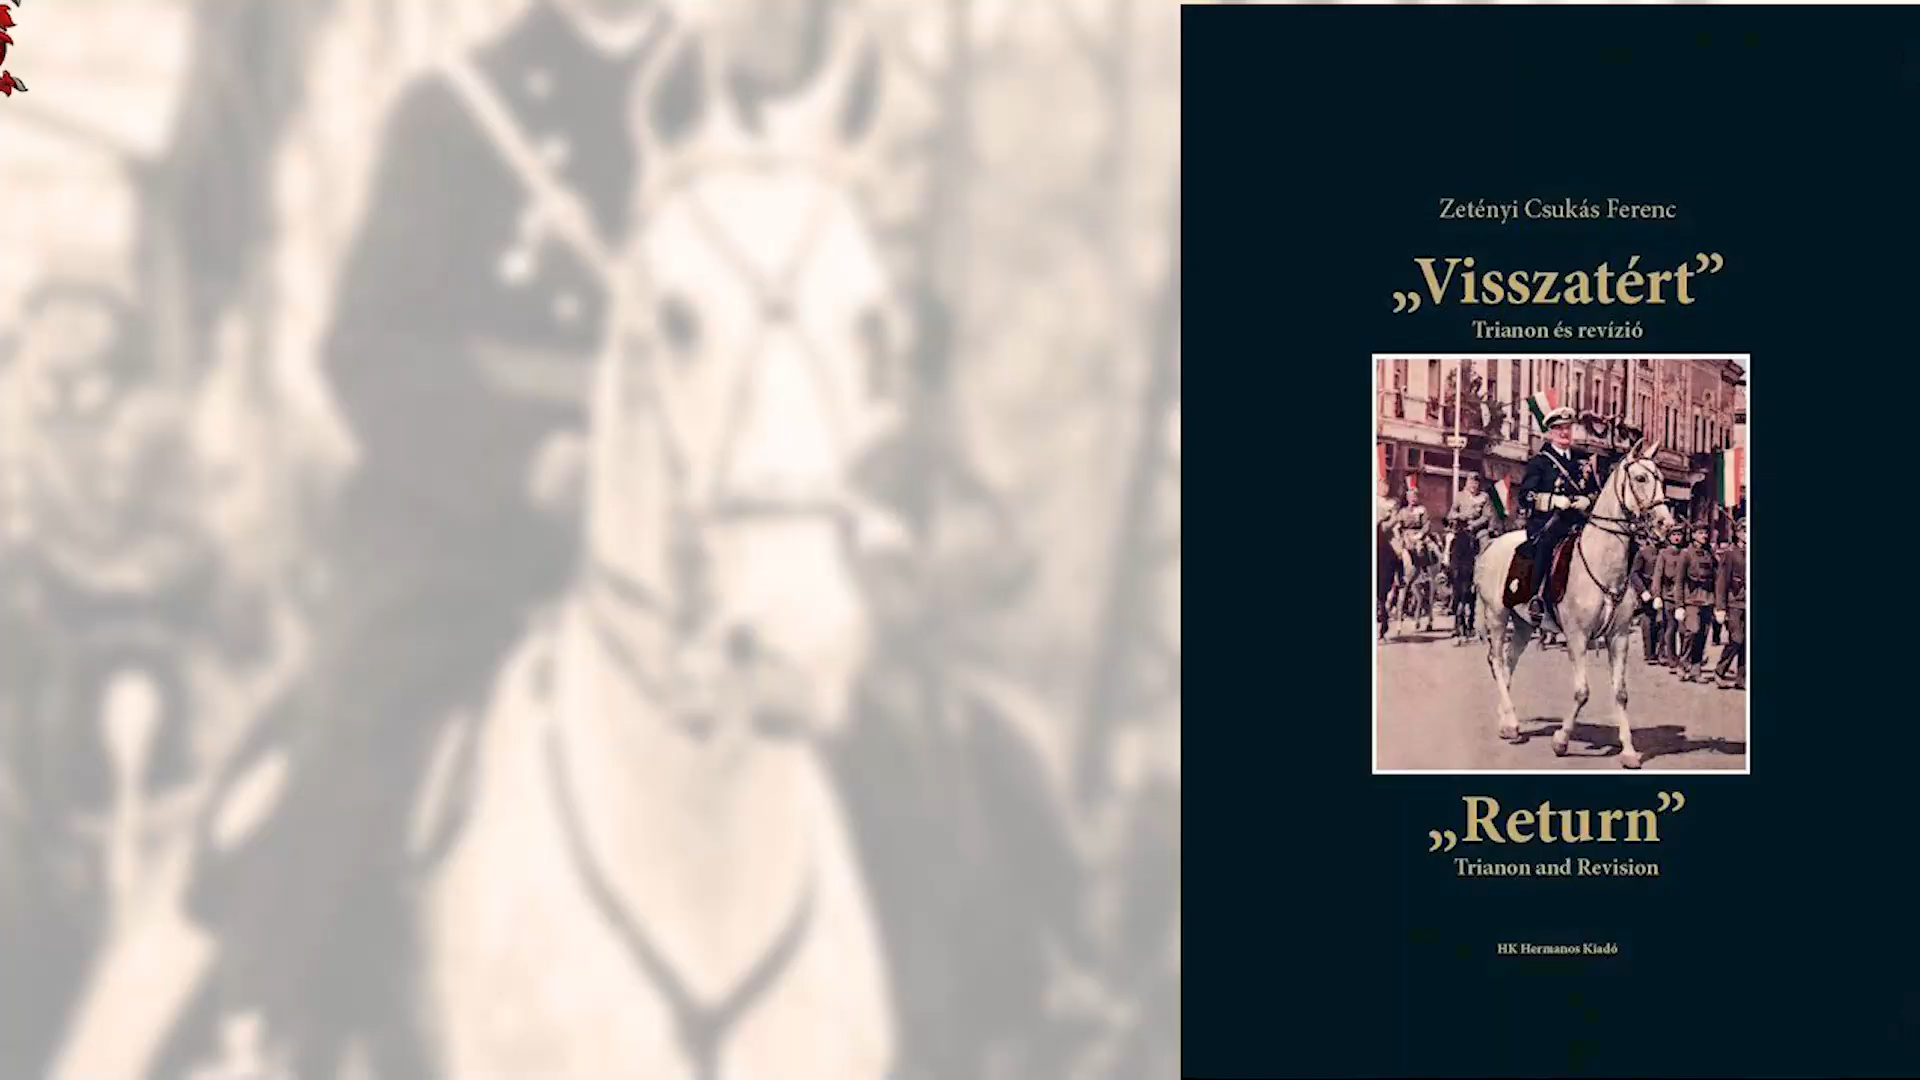 Zetényi Csukás Ferenc
„Visszatért”
Trianon és revízió
„Return”
Trianon and Revision
HK Hermanos Kiadó